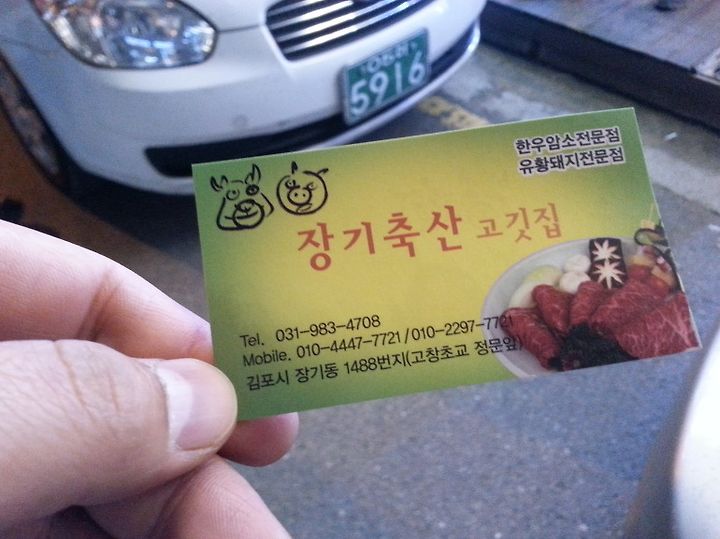 5916
한우암소전문점
유황돼지전문점
장기축산 고깃집
Tel. 031-983-4708
Mobile. 010-4447-7721/010-2297-7721
김포시 장기동 1488번지(고창초교 정문앞)